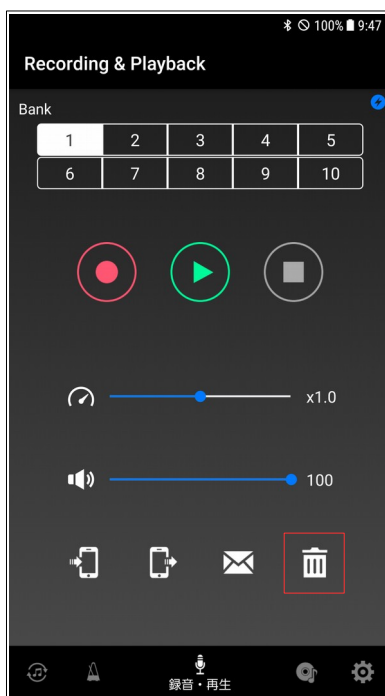 100% 9:47
Recording & Playback
Bank
1 2 3 4 5
6 7 8 9 10
x1.0
100
録音・再生